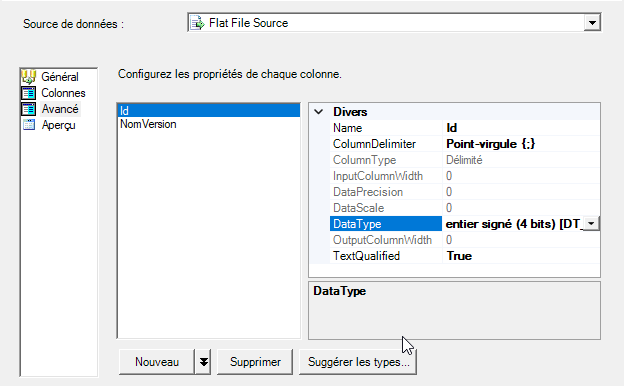 Source de données : Flat File Source
Configurez les propriétés de chaque colonne.
Général
Colonnes
Avancé
Aperçu
Id
NomVersion
Divers
Name Id
ColumnDelimiter Point-virgule {;}
ColumnType Délimité
InputColumnWidth 0
DataPrecision 0
DataScale 0
DataType entier signé (4 bits) [DT_
OutputColumnWidth 0
TextQualified True
DataType
Nouveau Supprimer Suggérer les types...